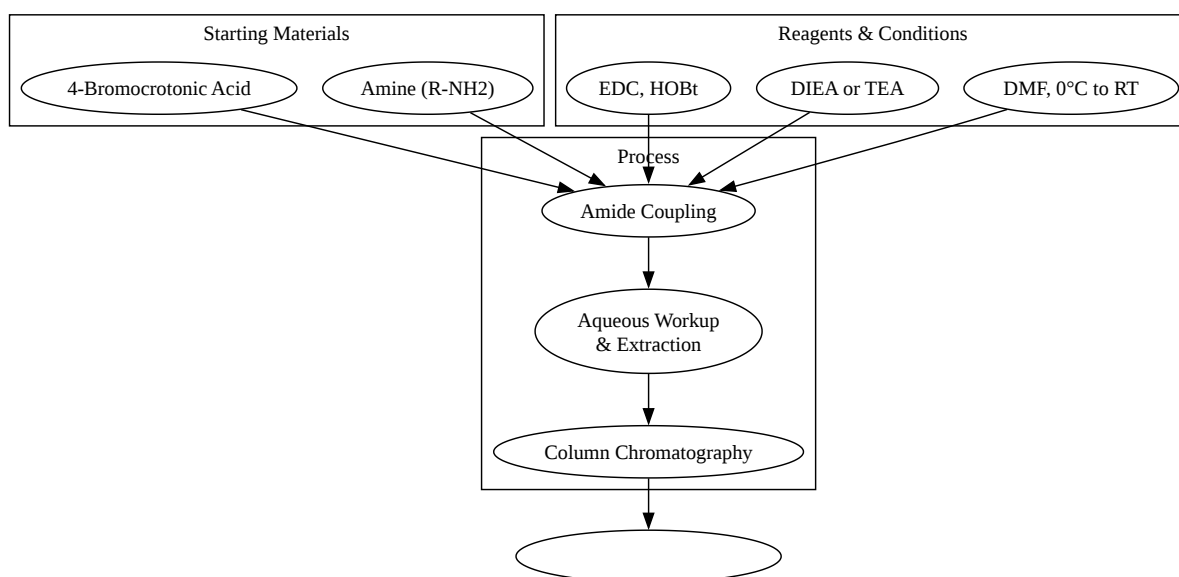 Starting Materials
Reagents & Conditions
4-Bromocrotonic Acid
Amine (R-NH2)
EDC, HOBt
DIEA or TEA
DMF, 0°C to RT
Process
Amide Coupling
Aqueous Workup
& Extraction
Column Chromatography